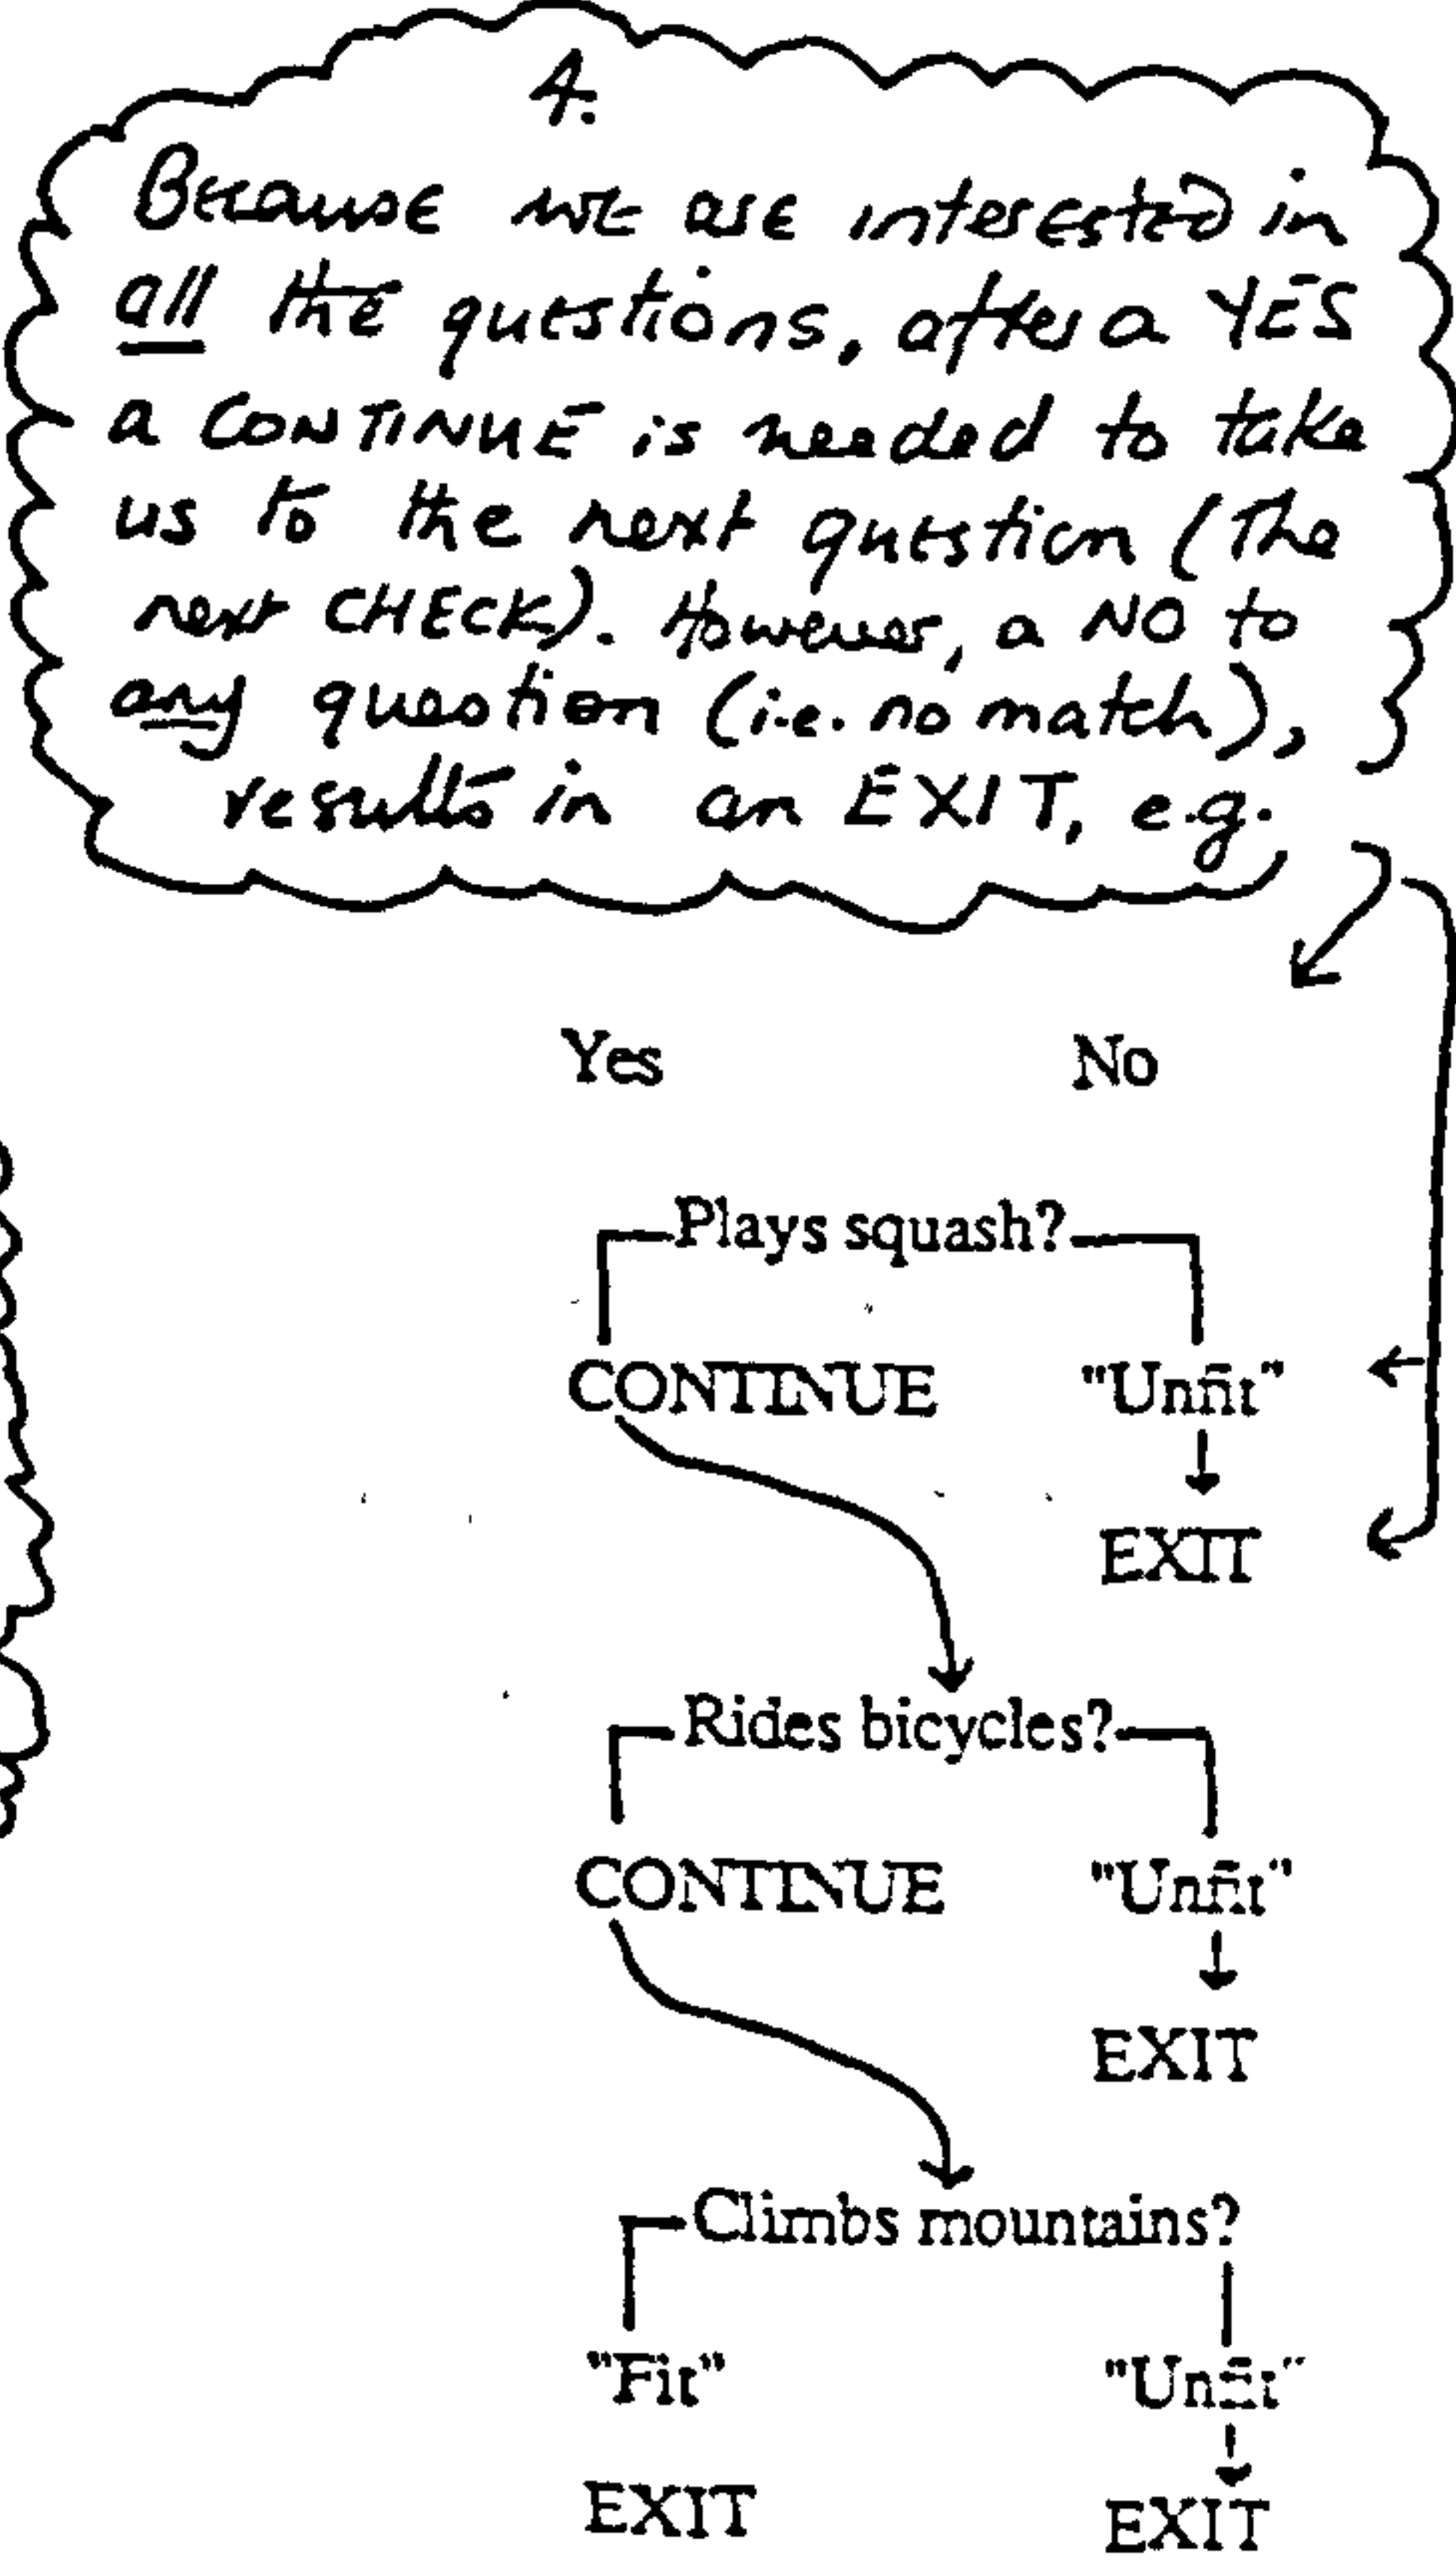 4.
Because we are interested in
all the questions, after a YES
a CONTINUE is needed to take
us to the next question (The
next CHECK). However, a NO to
any question (i.e. no match),
results in an EXIT, e.g.
Yes No
Plays squash?
CONTINUE "Unfit"
EXIT
Rides bicycles?
CONTINUE "Unfit"
EXIT
Climbs mountains?
"Fit" "Unfit"
EXIT EXIT